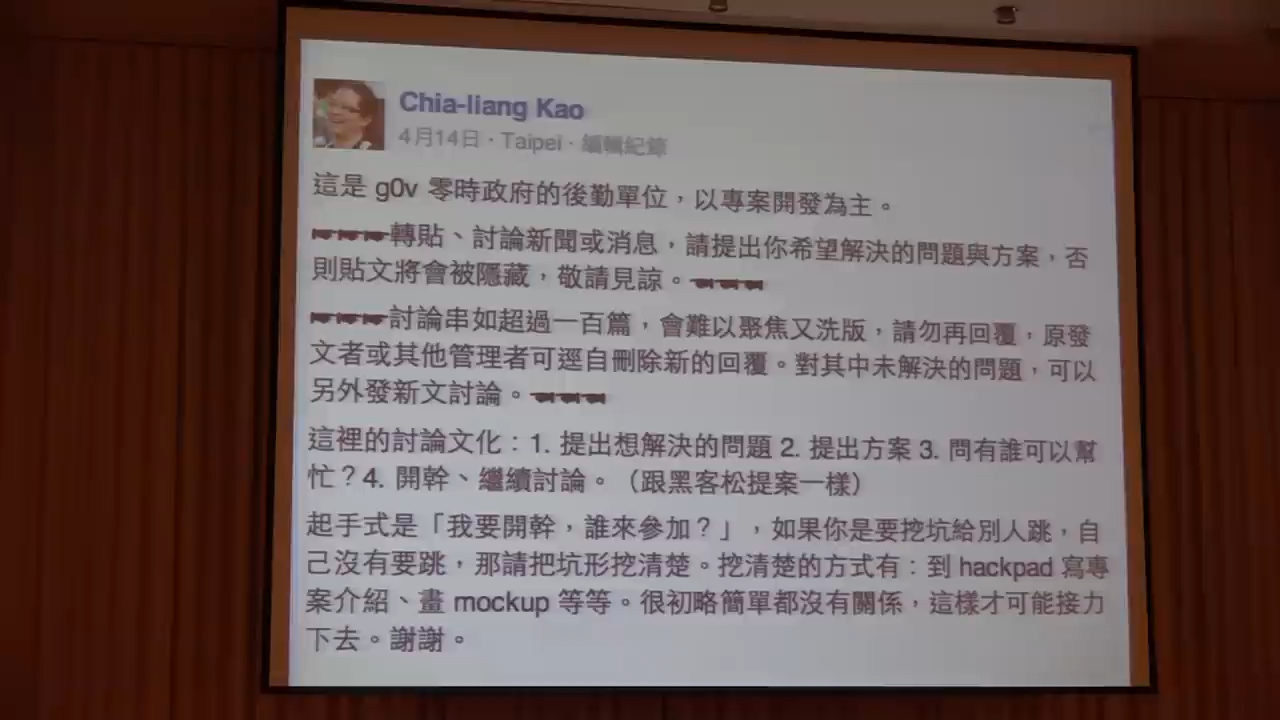 Chia-liang Kao
4月14日 · Taipei · 編輯紀錄
這是 g0v 零時政府的後勤單位，以專案開發為主。
轉貼、討論新聞或消息，請提出你希望解決的問題與方案，否
則貼文將會被隱藏，敬請見諒。
討論串如超過一百篇，會難以聚焦又洗版，請勿再回覆，原發
文者或其他管理者可逕自刪除新的回覆。對其中未解決的問題，可以
另外發新文討論。
這裡的討論文化：1. 提出想解決的問題 2. 提出方案 3. 問有誰可以幫
忙？4. 開幹、繼續討論。（跟黑客松提案一樣）
起手式是「我要開幹，誰來參加？」，如果你是要挖坑給別人跳，自
己沒有要跳，那請把坑形挖清楚。挖清楚的方式有：到 hackpad 寫專
案介紹、畫 mockup 等等。很初略簡單都沒有關係，這樣才可能接力
下去。謝謝。